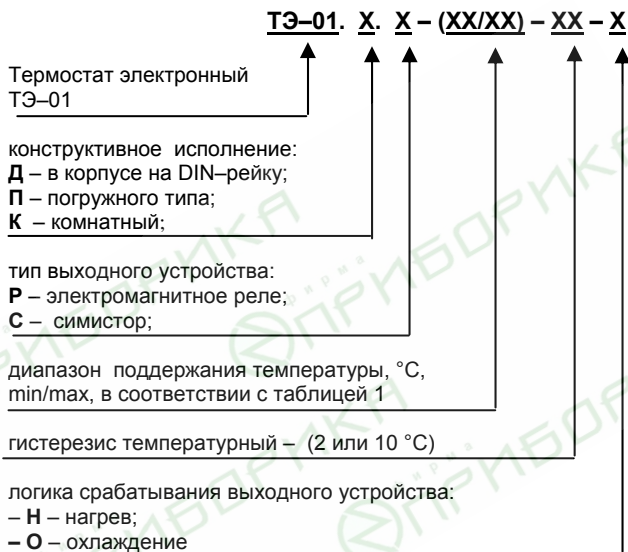 ТЭ–01. Х. Х – (ХХ/ХХ) – ХХ – Х
Термостат электронный
ТЭ–01
конструктивное исполнение:
Д – в корпусе на DIN–рейку;
П – погружного типа;
К – комнатный;
тип выходного устройства:
Р – электромагнитное реле;
С – симистор;
диапазон поддержания температуры, °С,
min/max, в соответствии с таблицей 1
гистерезис температурный – (2 или 10 °С)
логика срабатывания выходного устройства:
– Н – нагрев;
– О – охлаждение